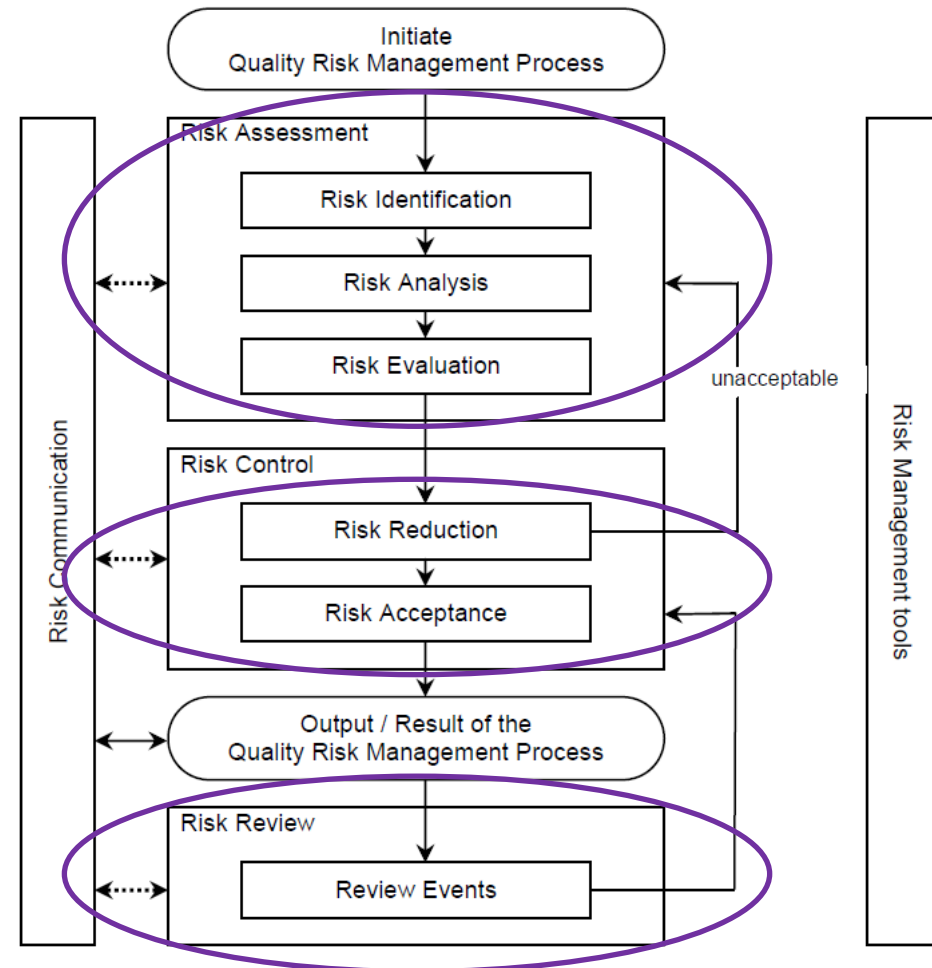 Initiate
Quality Risk Management Process
Risk Assessment
Risk Identification
Risk Analysis
Risk Evaluation
unacceptable
Risk Control
Risk Reduction
Risk Acceptance
Output / Result of the
Quality Risk Management Process
Risk Review
Review Events
Risk Communication
Risk Management tools